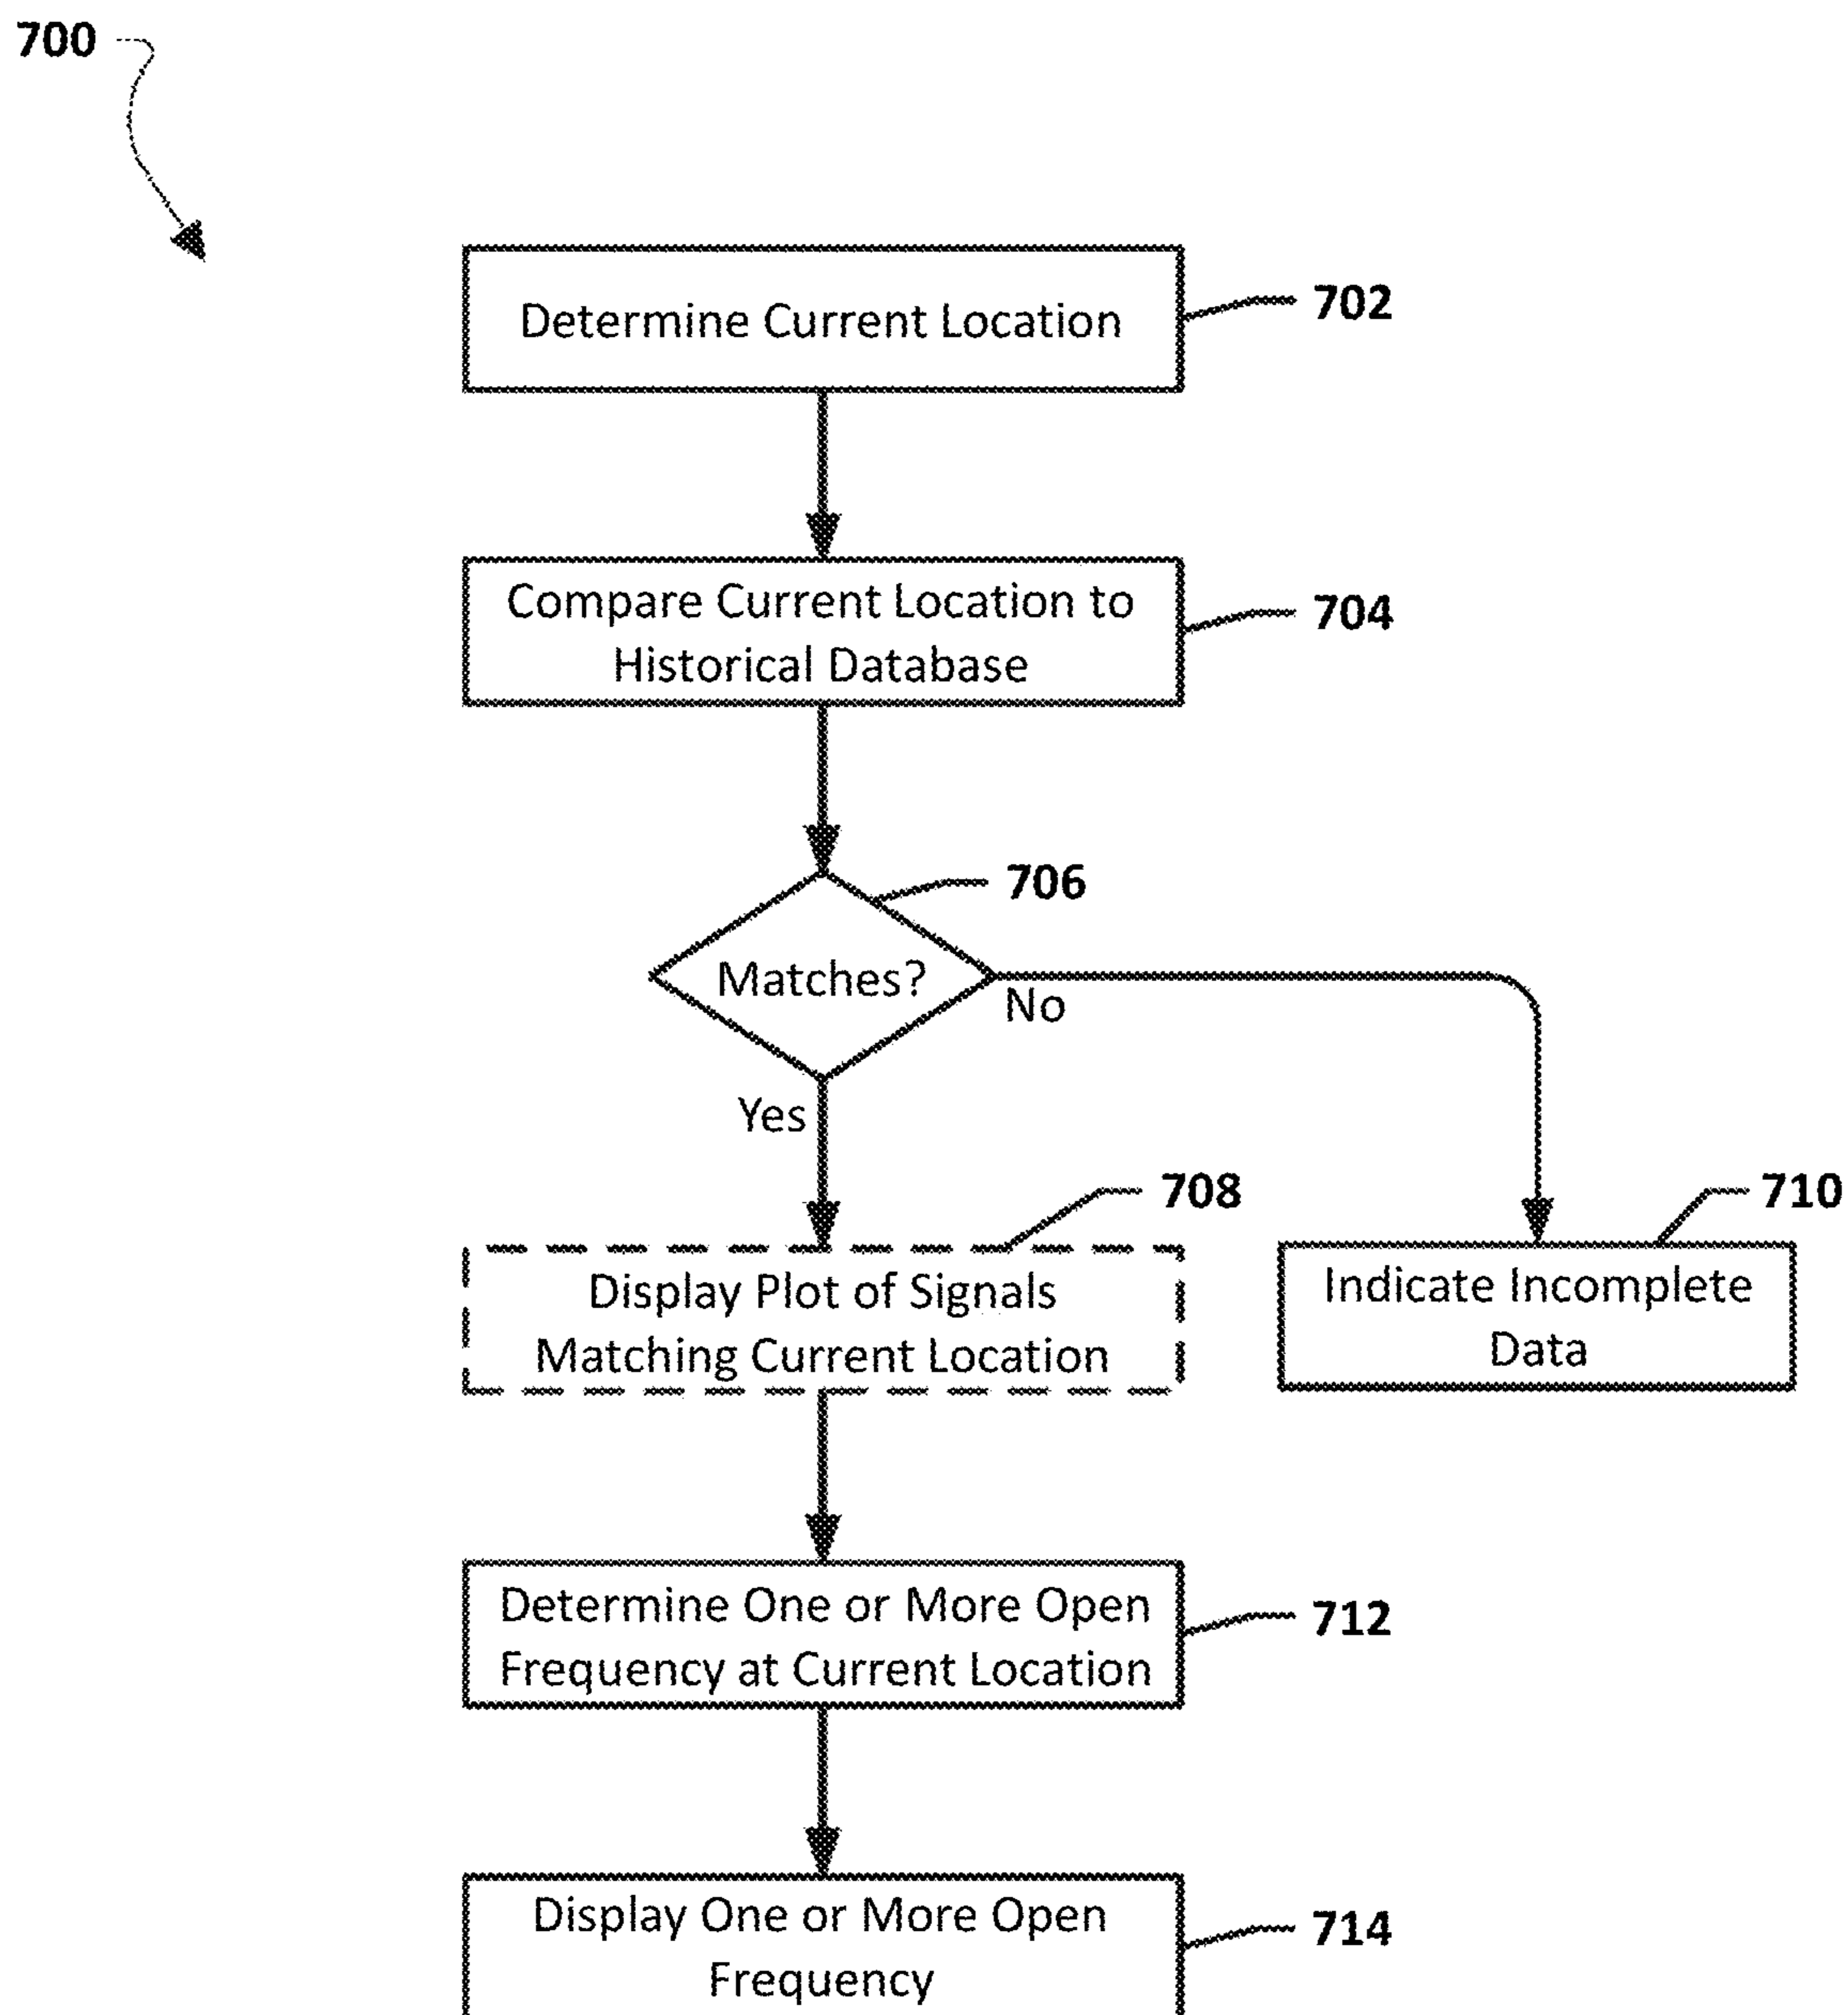 700
Determine Current Location
702
Compare Current Location to
Historical Database
704
706
Matches?
No
Yes
708
710
Display Plot of Signals
Matching Current Location
Indicate Incomplete
Data
Determine One or More Open
Frequency at Current Location
712
Display One or More Open
Frequency
714